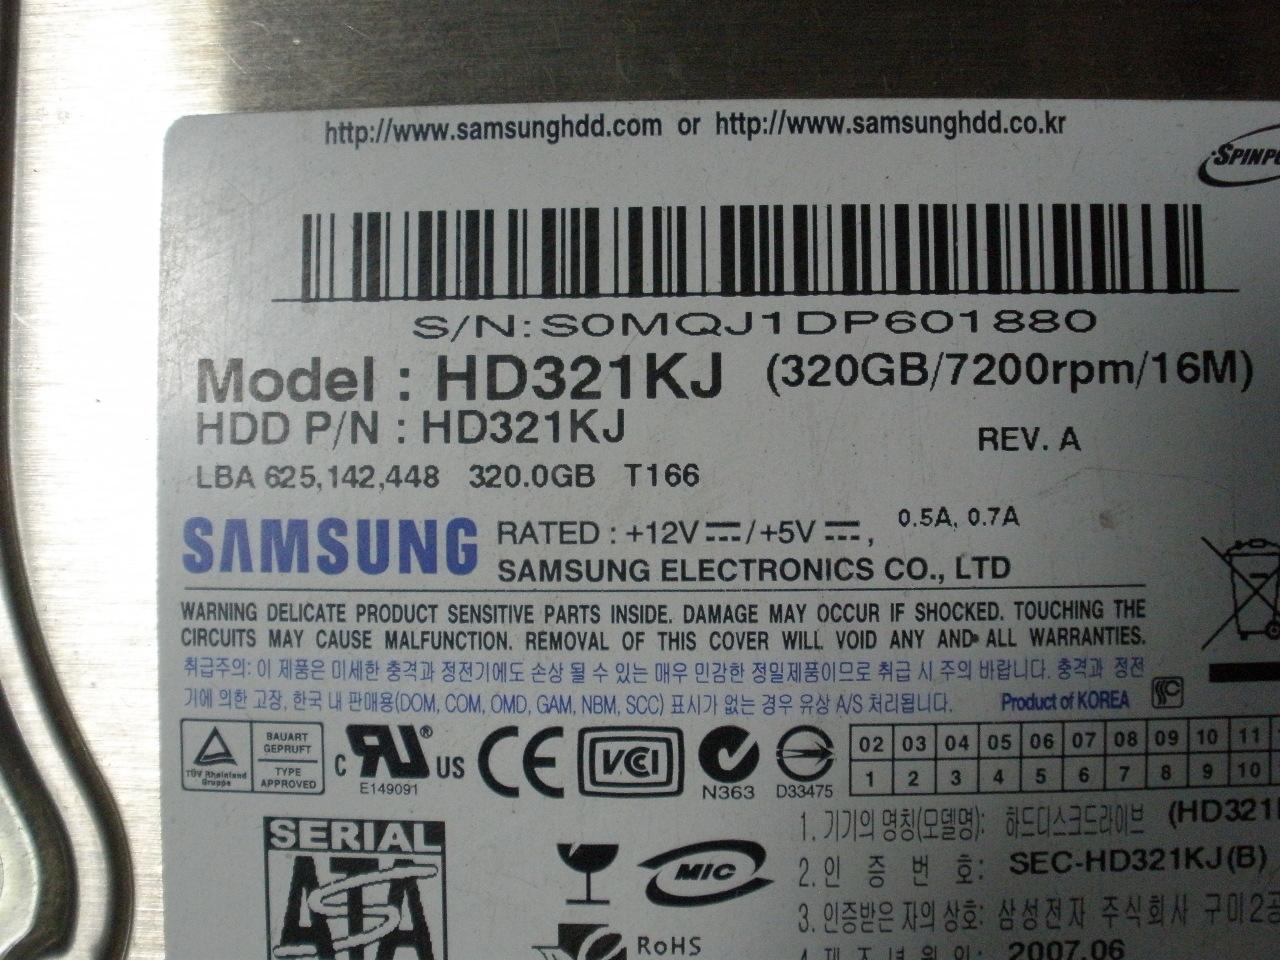 http://www.samsunghdd.com or http://www.samsunghdd.co.kr
S/N:S0MQJ1DP601880
Model : HD321KJ (320GB/7200rpm/16M)
HDD P/N : HD321KJ
REV. A
LBA 625,142,448 320.0GB T166
SAMSUNG
RATED : +12V / +5V , 0.5A, 0.7A
SAMSUNG ELECTRONICS CO., LTD
WARNING DELICATE PRODUCT SENSITIVE PARTS INSIDE. DAMAGE MAY OCCUR IF SHOCKED. TOUCHING THE
CIRCUITS MAY CAUSE MALFUNCTION. REMOVAL OF THIS COVER WILL VOID ANY AND ALL WARRANTIES.
취급주의: 이 제품은 미세한 충격과 정전기에도 손상 될 수 있는 매우 민감한 정밀제품이므로 취급 시 주의 바랍니다. 충격과 정전
기에 의한 고장, 한국 내 판매용(DOM, COM, OMD, GAM, NBM, SCC) 표시가 없는 경우 유상 A/S 처리됩니다. Product of KOREA
TÜV Rheinland Gruppe
BAUART GEPRUFT
TYPE APPROVED
C US
E149091
CE
VCCI
N363
D33475
02 03 04 05 06 07 08 09 10 11
1 2 3 4 5 6 7 8 9 10
SERIAL
ATA
MIC
RoHS
1. 기기의 명칭(모델명): 하드디스크드라이브 (HD321
2. 인 증 번 호: SEC-HD321KJ(B)
3. 인증받은 자의 상호: 삼성전자 주식회사 구미2공
2007.06